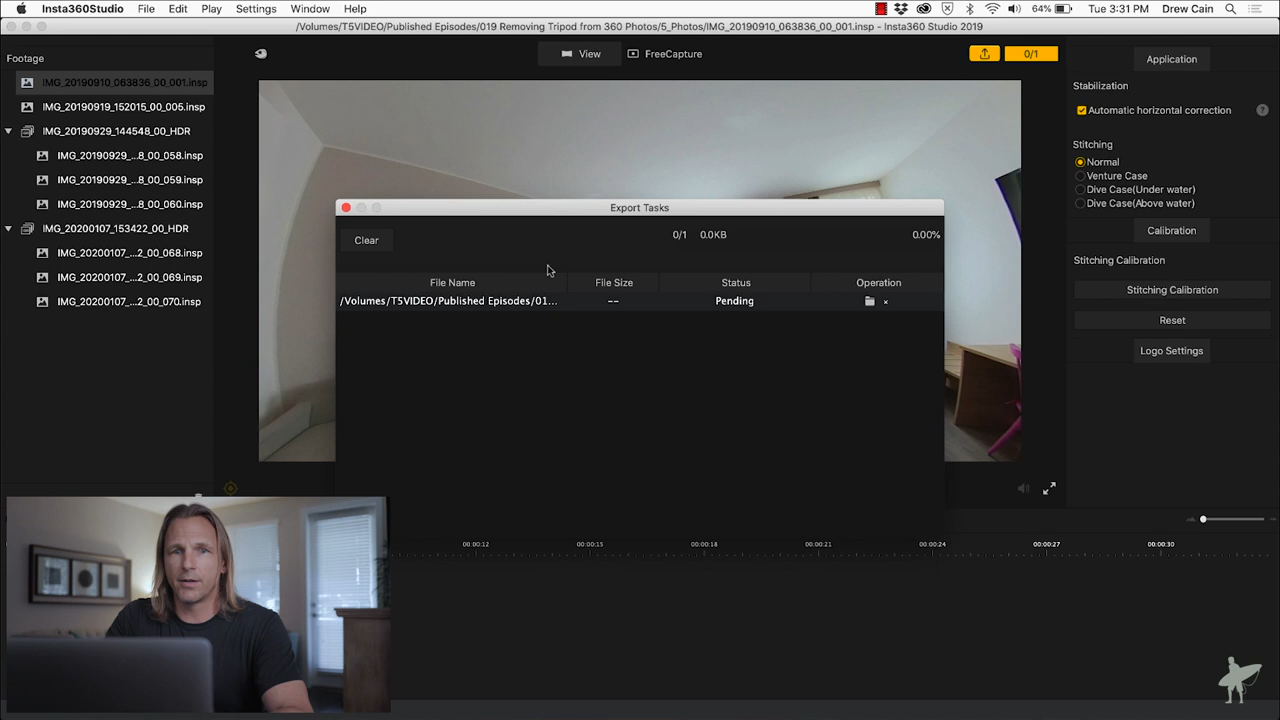 Insta360Studio File Edit Play Settings Window Help 64% Tue 3:31 PM Drew Cain
/Volumes/T5VIDEO/Published Episodes/019 Removing Tripod from 360 Photos/5_Photos/IMG_20190910_063836_00_001.insp - Insta360 Studio 2019
Footage
View FreeCapture 0/1
IMG_20190910_063836_00_001.insp
IMG_20190919_152015_00_005.insp
IMG_20190929_144548_00_HDR
IMG_20190929_...8_00_058.insp
IMG_20190929_...8_00_059.insp
IMG_20190929_...8_00_060.insp
IMG_20200107_153422_00_HDR
IMG_20200107_...2_00_068.insp
IMG_20200107_...2_00_069.insp
IMG_20200107_...2_00_070.insp
Export Tasks
Clear 0/1 0.0KB 0.00%
File Name File Size Status Operation
/Volumes/T5VIDEO/Published Episodes/01... -- Pending ×
Application
Stabilization
Automatic horizontal correction ?
Stitching
Normal
Venture Case
Dive Case(Under water)
Dive Case(Above water)
Calibration
Stitching Calibration
Stitching Calibration
Reset
Logo Settings
00:00:12 00:00:15 00:00:18 00:00:21 00:00:24 00:00:27 00:00:30